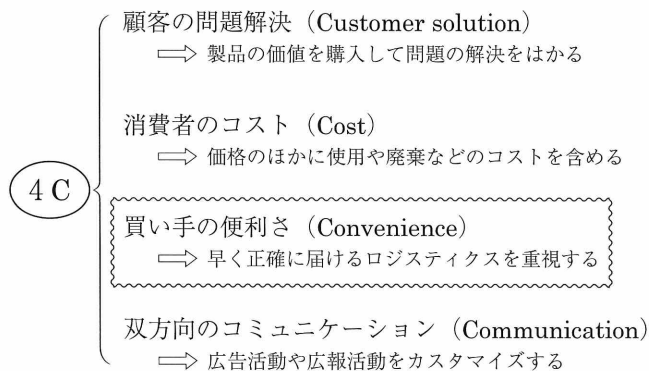 顧客の問題解決（Customer solution）
⇨ 製品の価値を購入して問題の解決をはかる
消費者のコスト（Cost）
⇨ 価格のほかに使用や廃棄などのコストを含める
4C
買い手の便利さ（Convenience）
⇨ 早く正確に届けるロジスティクスを重視する
双方向のコミュニケーション（Communication）
⇨ 広告活動や広報活動をカスタマイズする